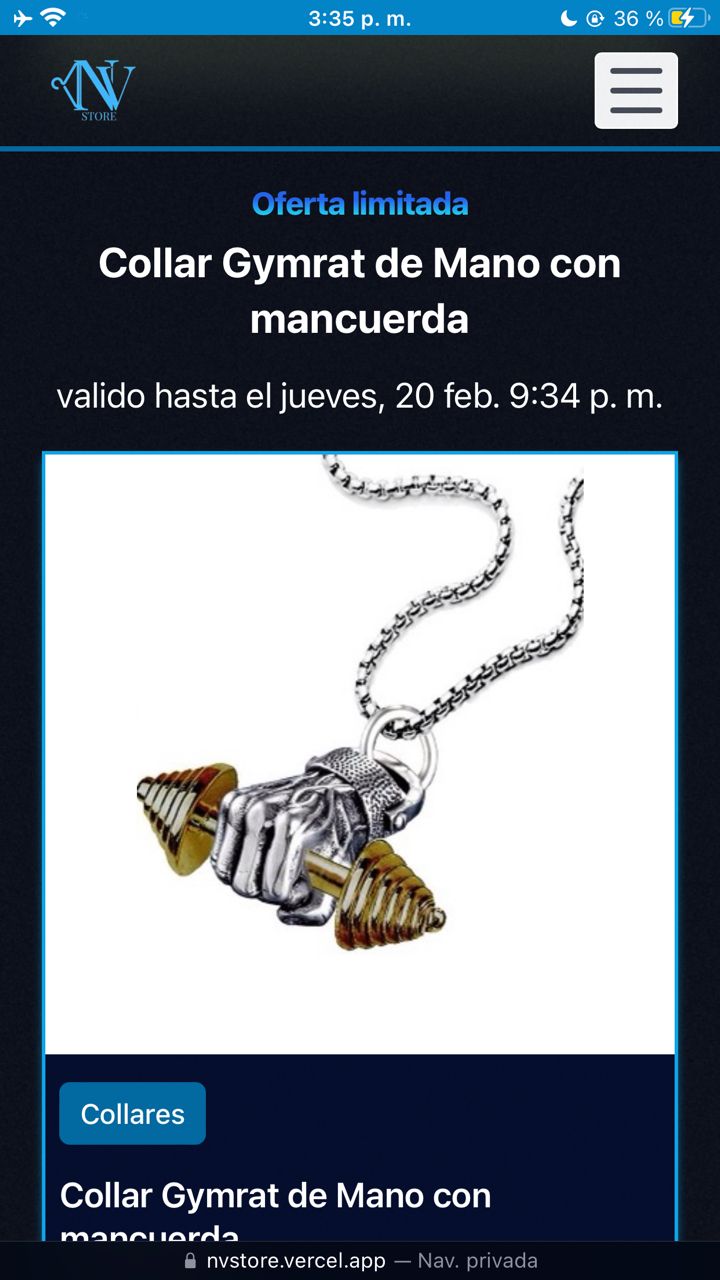 3:35 p. m.
36 %
NV
STORE
Oferta limitada
Collar Gymrat de Mano con
mancuerda
valido hasta el jueves, 20 feb. 9:34 p. m.
Collares
Collar Gymrat de Mano con
mancuerda
nvstore.vercel.app — Nav. privada